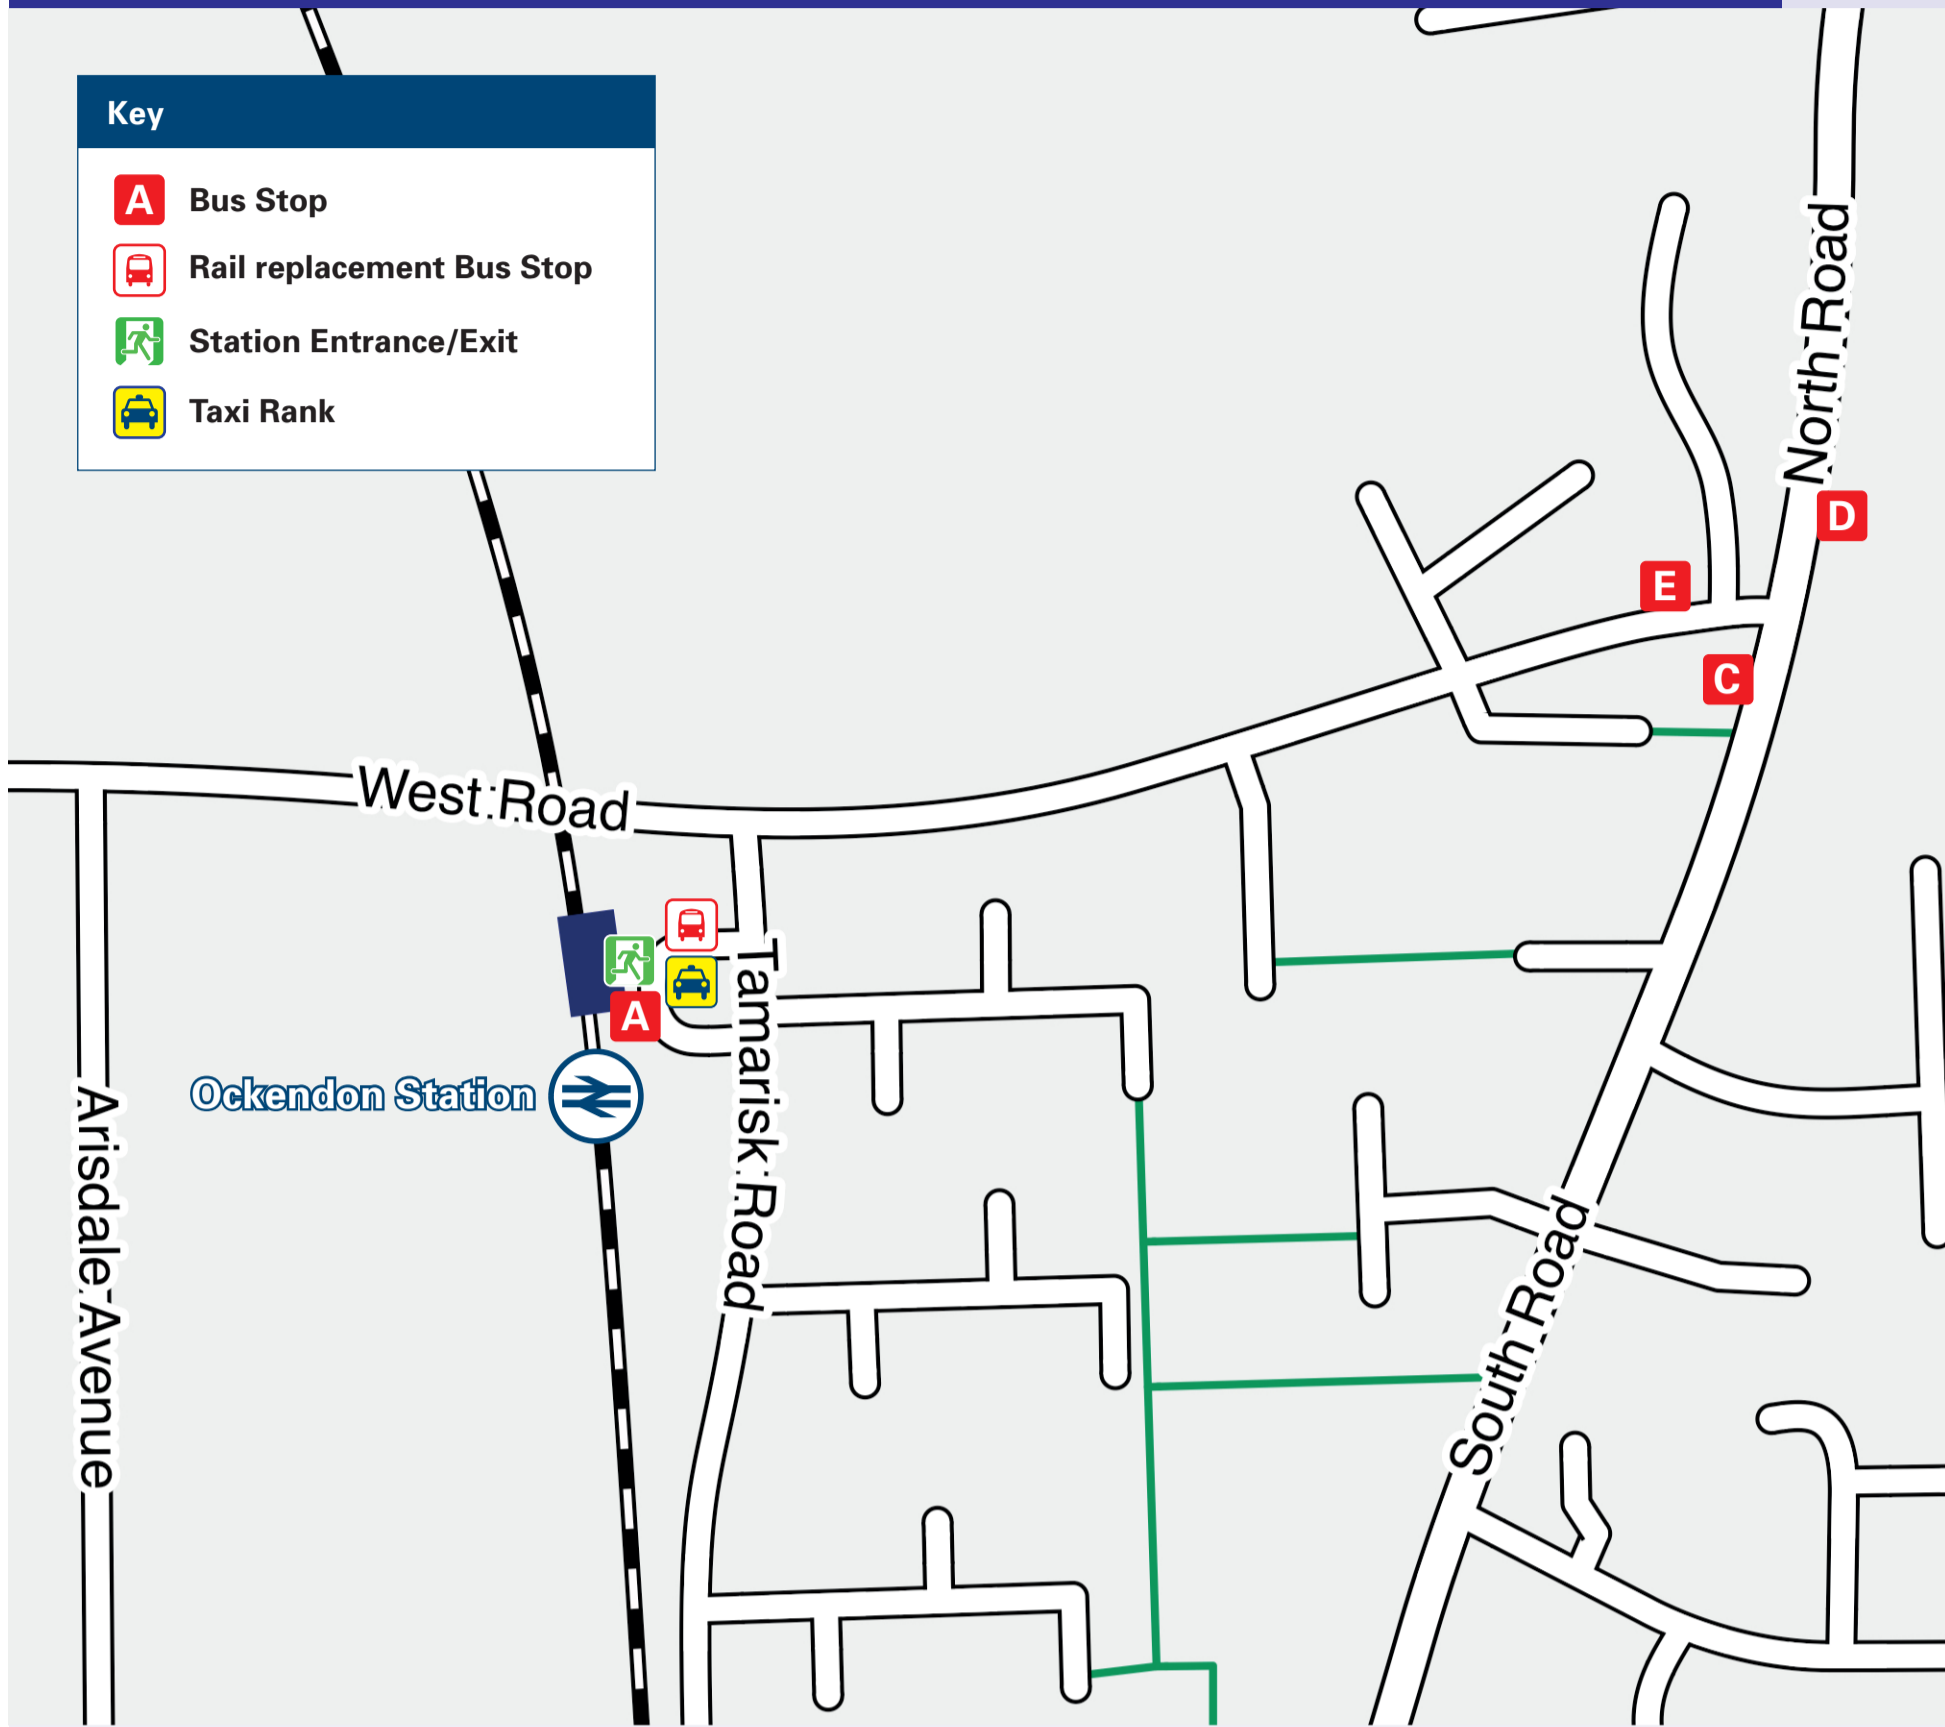 Key
A
Bus Stop
Rail replacement Bus Stop
Station Entrance/Exit
Taxi Rank
North Road
D
E
C
West Road
A
Tamarisk Road
Ockendon Station
Arisdale Avenue
South Road